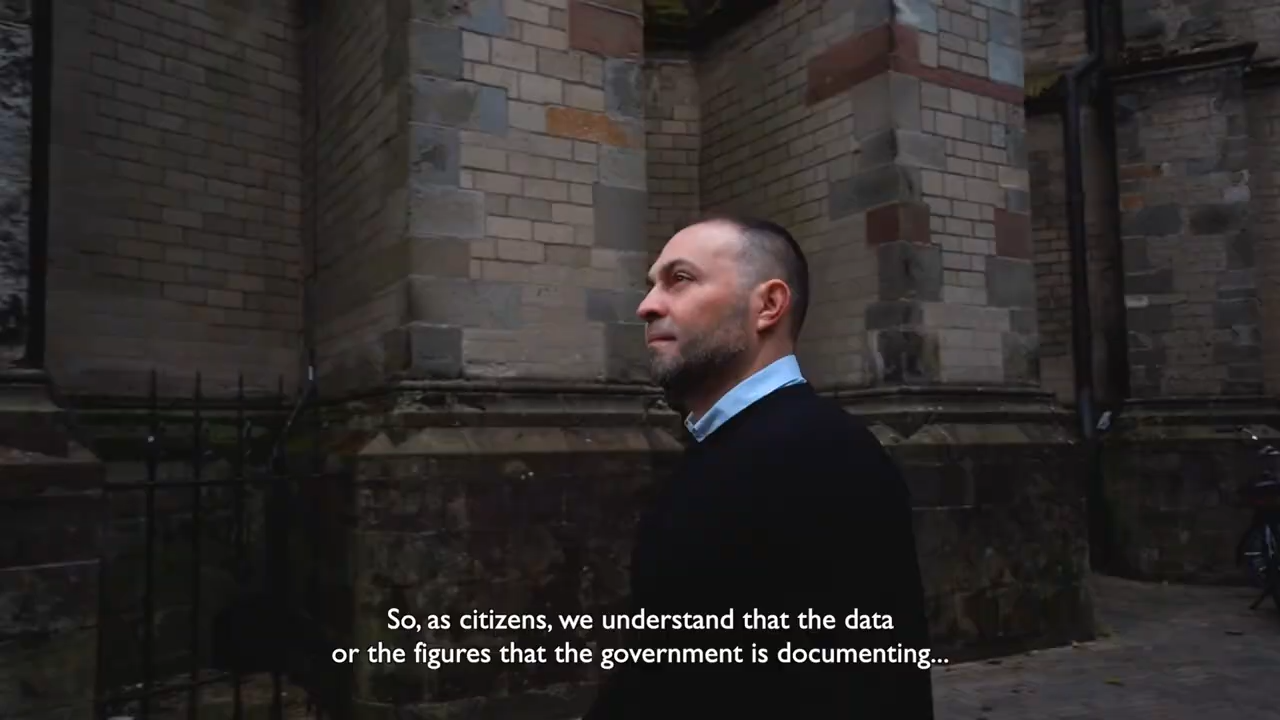 So, as citizens, we understand that the data
or the figures that the government is documenting...